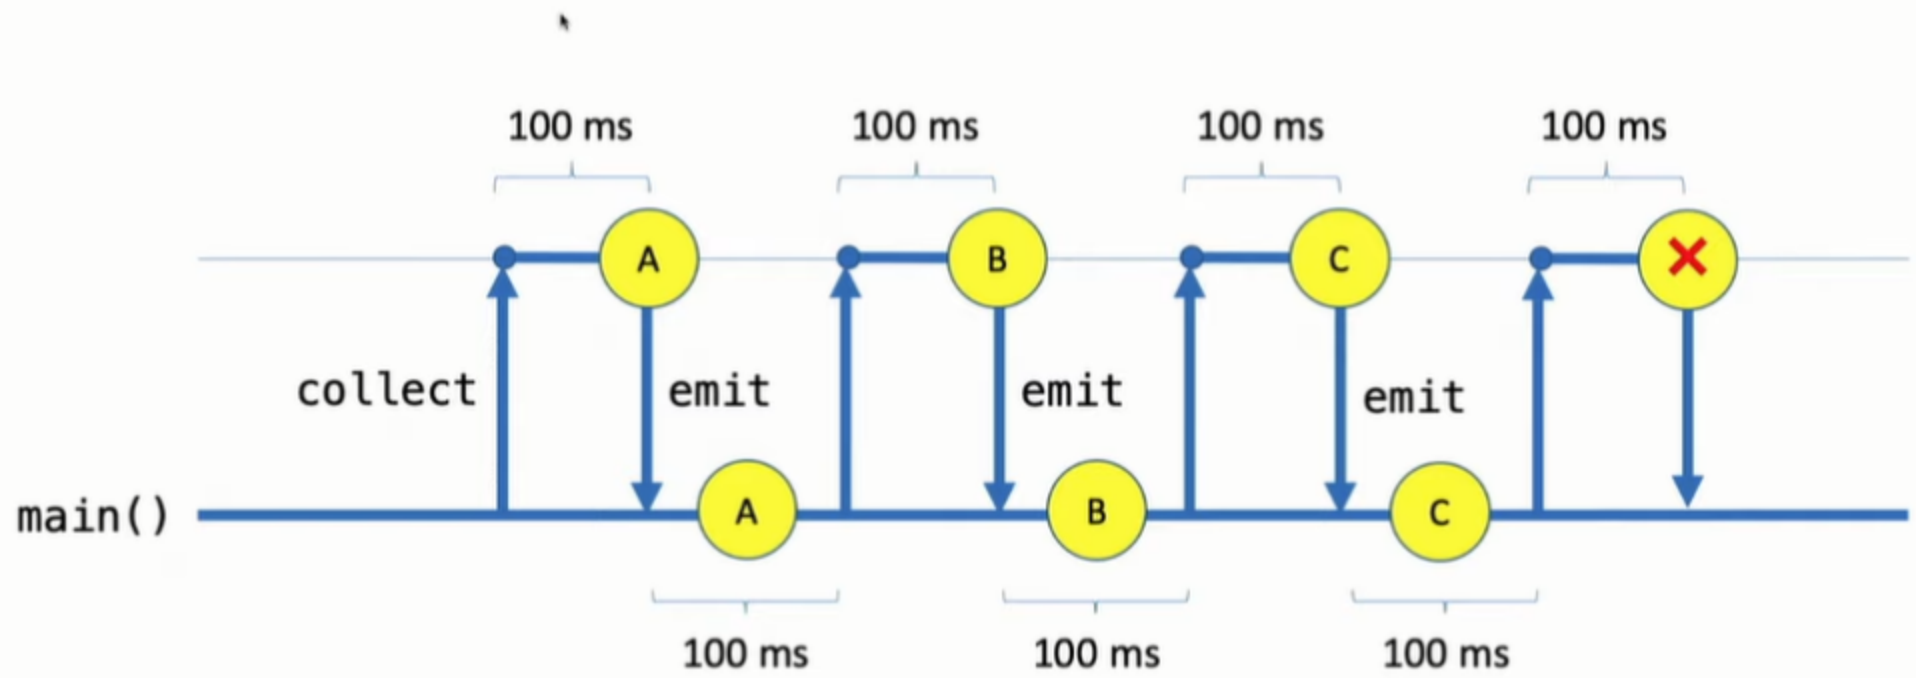 100 ms 100 ms 100 ms 100 ms
A B C
collect emit emit emit
main() A B C
100 ms 100 ms 100 ms